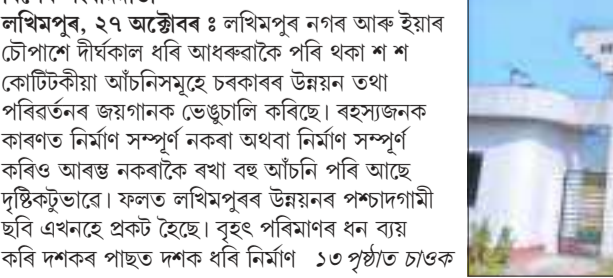 লখিমপুৰ, ২৭ অক্টোবৰ ঃ লখিমপুৰ নগৰ আৰু ইয়াৰ
চৌপাশে দীৰ্ঘকাল ধৰি আধৰুৱাকৈ পৰি থকা শ শ
কোটিটকীয়া আঁচনিসমূহে চৰকাৰৰ উন্নয়ন তথা
পৰিৱৰ্তনৰ জয়গানক ভেঙুচালি কৰিছে। ৰহস্যজনক
কাৰণত নিৰ্মাণ সম্পূৰ্ণ নকৰা অথবা নিৰ্মাণ সম্পূৰ্ণ
কৰিও আৰম্ভ নকৰাকৈ ৰখা বহু আঁচনি পৰি আছে
দৃষ্টিকটুভাৱে। ফলত লখিমপুৰৰ উন্নয়নৰ পশ্চাদগামী
ছবি এখনহে প্ৰকট হৈছে। বৃহৎ পৰিমাণৰ ধন ব্যয়
কৰি দশকৰ পাছত দশক ধৰি নিৰ্মাণ ১৩ পৃষ্ঠাত চাওক